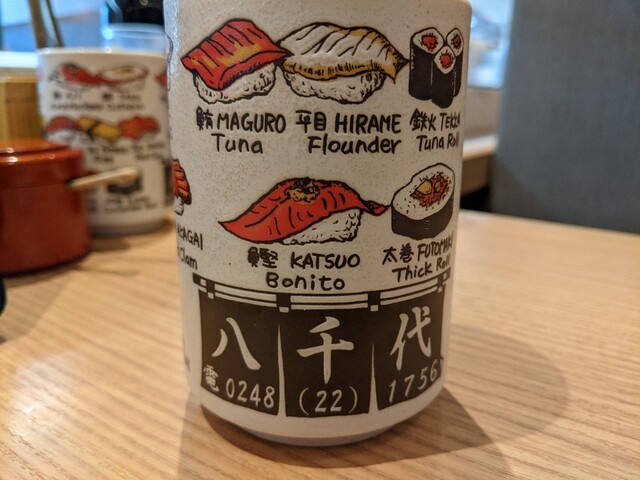 鮪 MAGURO 平目 HIRAME 鉄火 TEKKA
Tuna Flounder Tuna Roll
鰹 KATSUO 太巻 FUTOMAKI
Clam Bonito Thick Roll
八千代
電 0248 (22) 1756